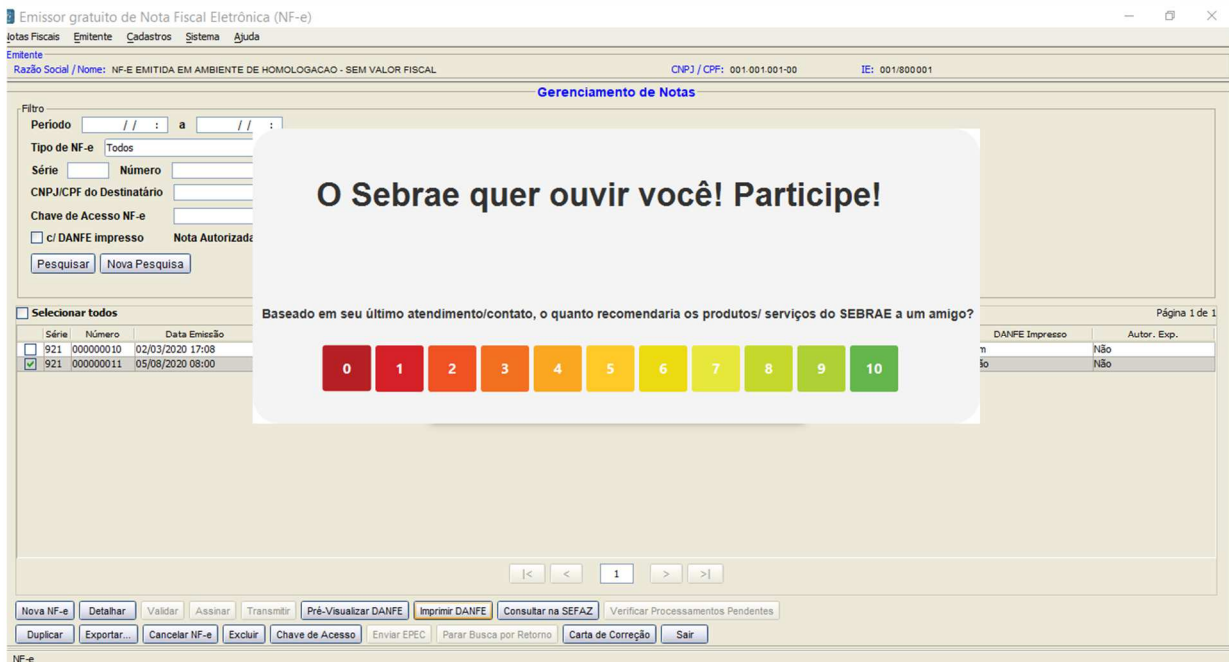 Emissor gratuito de Nota Fiscal Eletrônica (NF-e)
Notas Fiscais Emitente Cadastros Sistema Ajuda
Emitente
Razão Social / Nome: NF-E EMITIDA EM AMBIENTE DE HOMOLOGACAO - SEM VALOR FISCAL CNPJ / CPF: 001.001.001-00 IE: 001/800001
Gerenciamento de Notas
Filtro
Período / / : a / / :
Tipo de NF-e Todos
Série Número
CNPJ/CPF do Destinatário
Chave de Acesso NF-e
c/ DANFE impresso Nota Autorizada
Pesquisar Nova Pesquisa
O Sebrae quer ouvir você! Participe!
Baseado em seu último atendimento/contato, o quanto recomendaria os produtos/ serviços do SEBRAE a um amigo?
0 1 2 3 4 5 6 7 8 9 10
Selecionar todos Página 1 de 1
Série Número Data Emissão DANFE Impresso Autor. Exp.
921 000000010 02/03/2020 17:08 Não
921 000000011 05/08/2020 08:00 Não
|< < 1 > >|
Nova NF-e Detalhar Validar Assinar Transmitir Pré-Visualizar DANFE Imprimir DANFE Consultar na SEFAZ Verificar Processamentos Pendentes
Duplicar Exportar... Cancelar NF-e Excluir Chave de Acesso Enviar EPEC Parar Busca por Retorno Carta de Correção Sair
NF-e